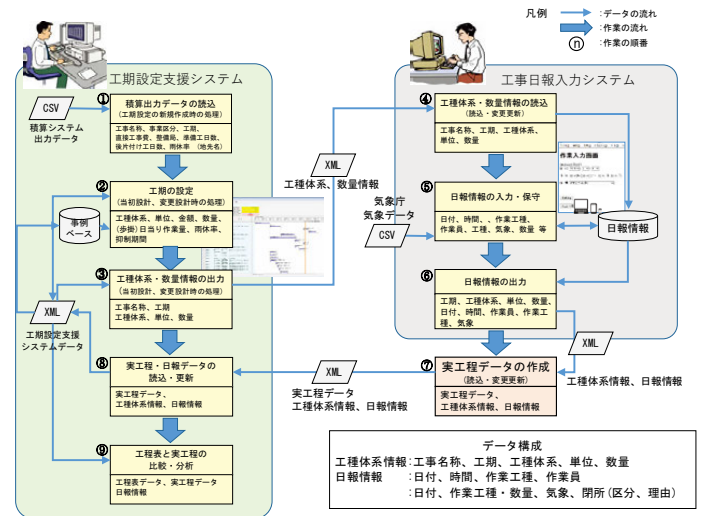 凡例
:データの流れ
:作業の流れ
ⓝ :作業の順番
工期設定支援システム
CSV
積算システム
出力データ
①
積算出力データの読込
(工期設定の新規作成時の処理)
工事名称、事業区分、工期、
直接工事費、整備局、準備工日数、
後片付け工日数、雨休率 (地先名)
②
工期の設定
(当初設計、変更設計時の処理)
工種体系、単位、金額、数量、
(歩掛)日当り作業量、雨休率、
抑制期間
事例
ベース
③
工種体系・数量情報の出力
(当初設計、変更設計時の処理)
工事名称、工期
工種体系、単位、数量
XML
工期設定支援
システムデータ
⑧
実工程・日報データの
読込・更新
実工程データ、
工種体系情報、日報情報
⑨
工程表と実工程の
比較・分析
工程表データ、実工程データ
日報情報
XML
工種体系、数量情報
工事日報入力システム
④
工種体系・数量情報の読込
(読込・変更更新)
工事名称、工期、工種体系、
単位、数量
作業入力画面
気象庁
気象データ
CSV
⑤
日報情報の入力・保守
日付、時間、、作業工種、
作業員、工種、気象、数量 等
日報情報
⑥
日報情報の出力
工期、工種体系、単位、数量、
日付、時間、作業員、作業工
種、気象
XML
工種体系情報、日報情報
⑦
実工程データの作成
(読込・変更更新)
実工程データ、
工種体系情報、日報情報
XML
実工程データ
工種体系情報、日報情報
データ構成
工種体系情報:工事名称、工期、工種体系、単位、数量
日報情報 :日付、時間、作業工種、作業員
:日付、作業工種・数量、気象、閉所(区分、理由)